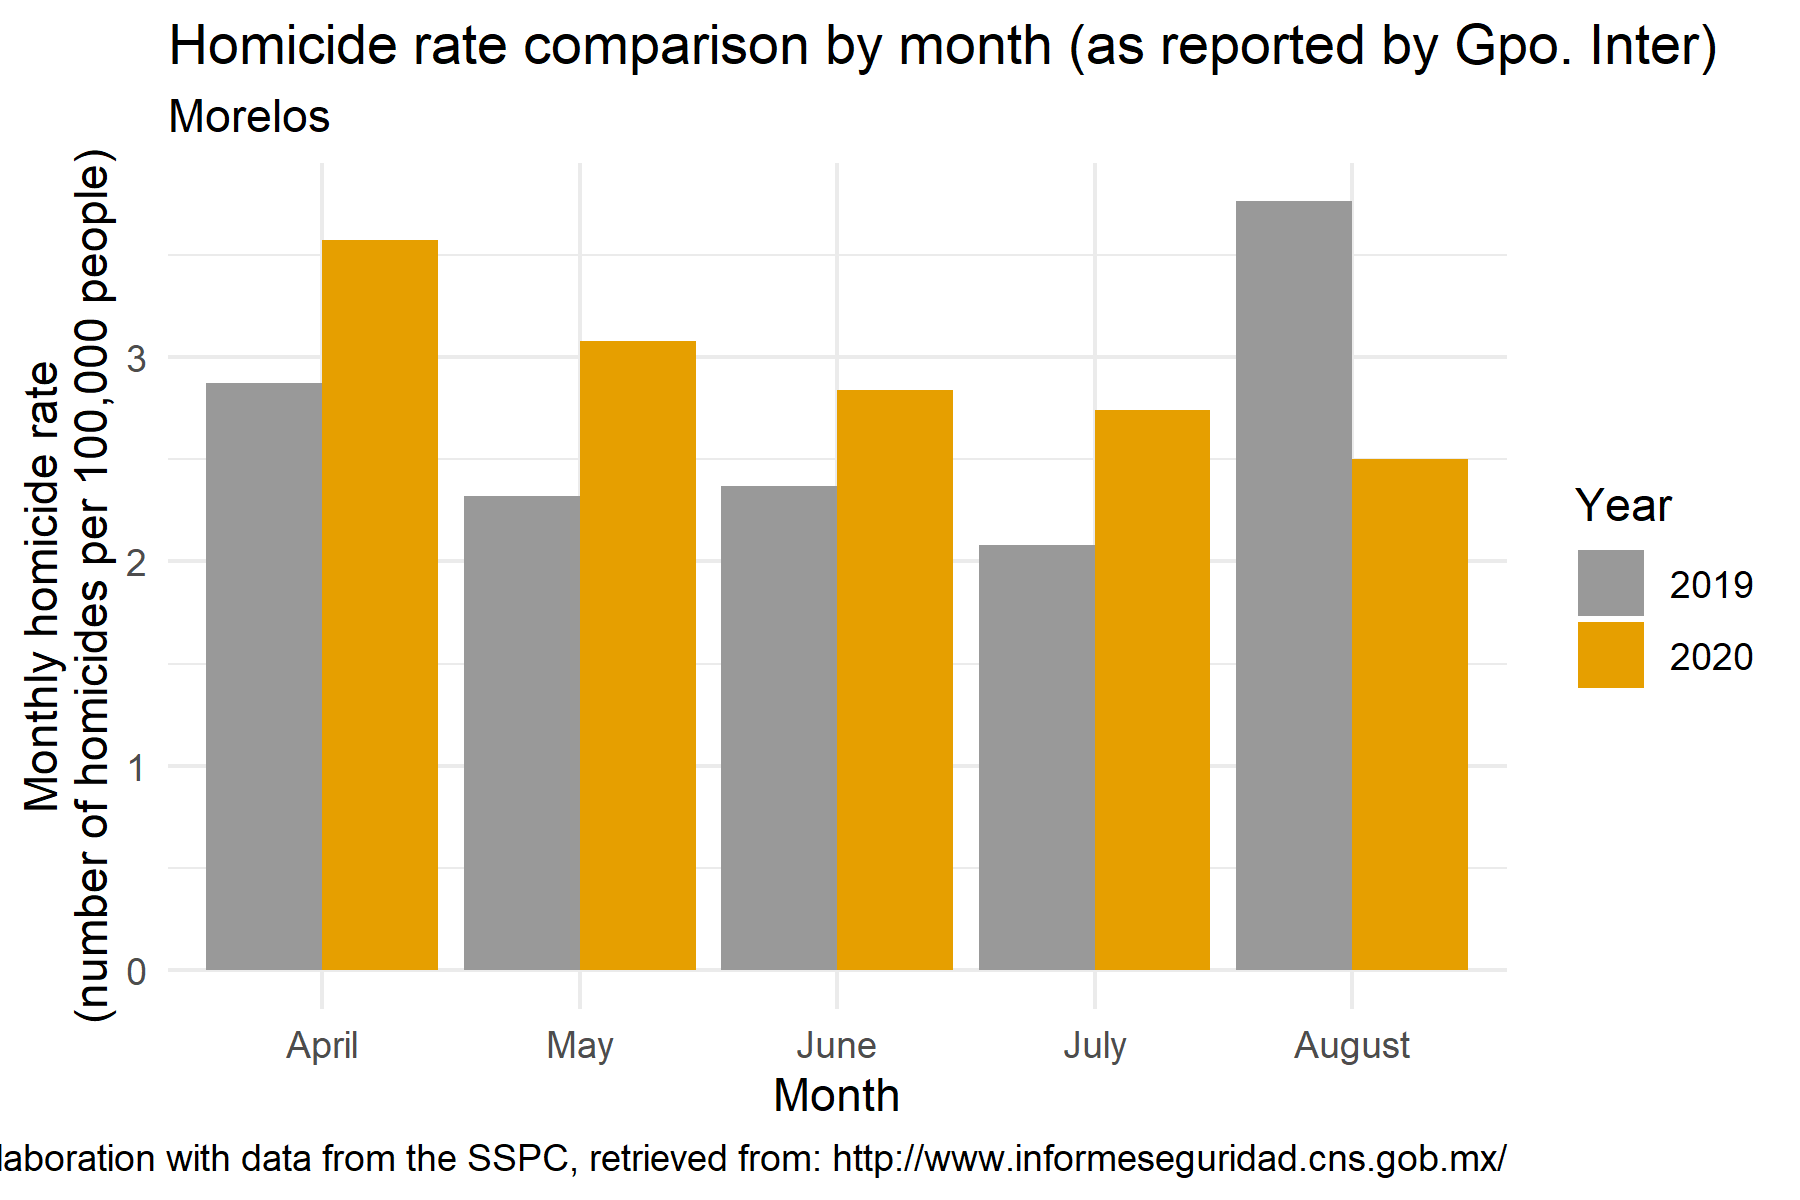 Homicide rate comparison by month (as reported by Gpo. Inter)
Morelos
Monthly homicide rate
(number of homicides per 100,000 people)
3
2
1
0
April May June July August
Month
Year
2019
2020
laboration with data from the SSPC, retrieved from: http://www.informeseguridad.cns.gob.mx/